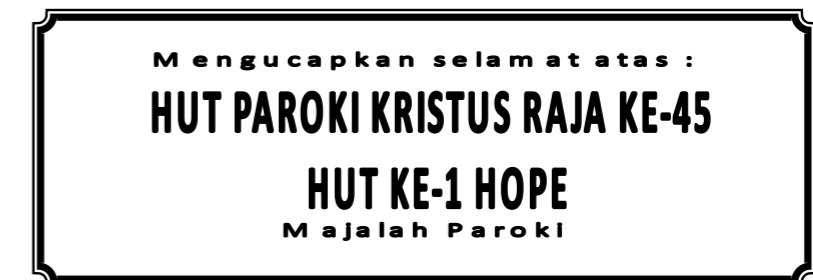 Mengucapkan selamat atas :
HUT PAROKI KRISTUS RAJA KE-45
HUT KE-1 HOPE
Majalah Paroki